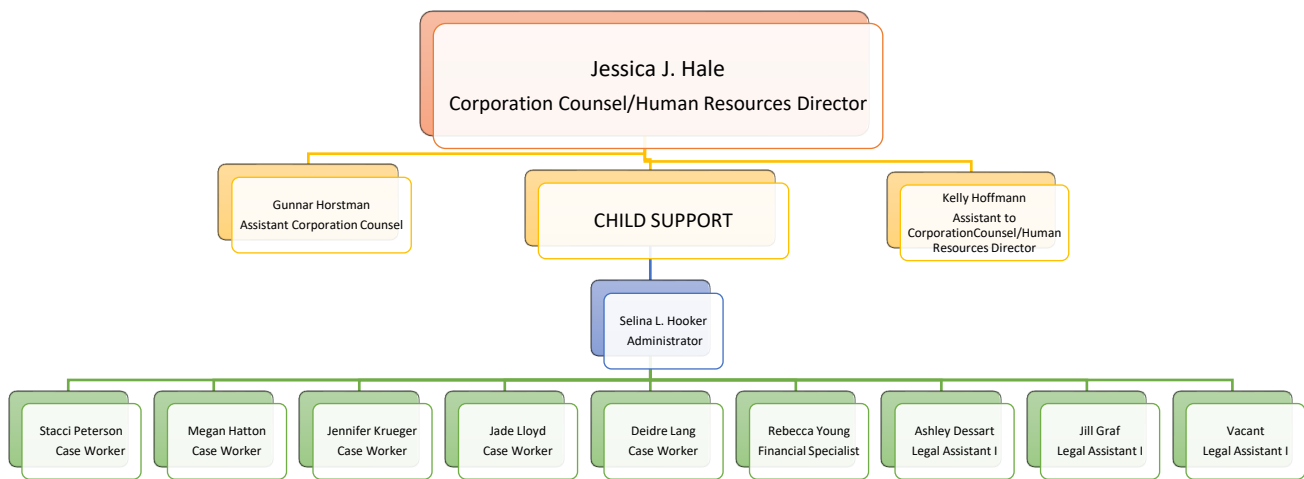 Jessica J. Hale
Corporation Counsel/Human Resources Director
Gunnar Horstman
Assistant Corporation Counsel
CHILD SUPPORT
Kelly Hoffmann
Assistant to
CorporationCounsel/Human
Resources Director
Selina L. Hooker
Administrator
Stacci Peterson
Case Worker
Megan Hatton
Case Worker
Jennifer Krueger
Case Worker
Jade Lloyd
Case Worker
Deidre Lang
Case Worker
Rebecca Young
Financial Specialist
Ashley Dessart
Legal Assistant I
Jill Graf
Legal Assistant I
Vacant
Legal Assistant I